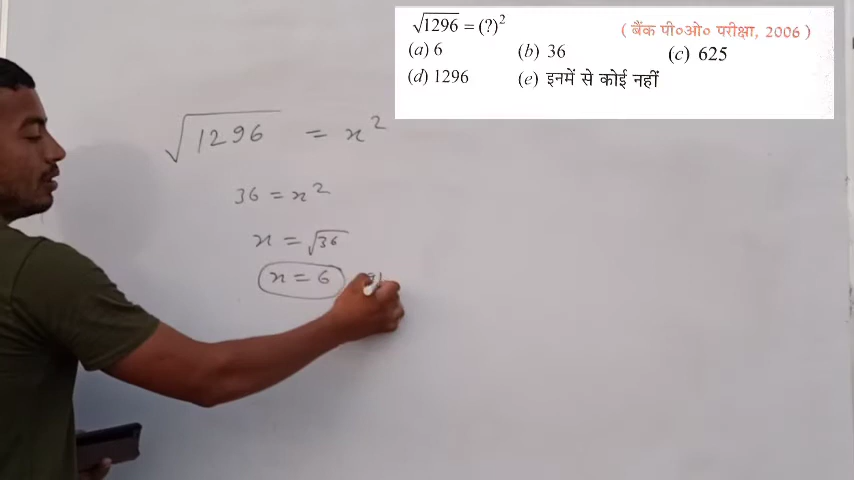 √1296 = (?)²
( बैंक पी०ओ० परीक्षा, 2006 )
(a) 6 (b) 36 (c) 625
(d) 1296 (e) इनमें से कोई नहीं
√1296 = x²
36 = x²
x = √36
x = 6